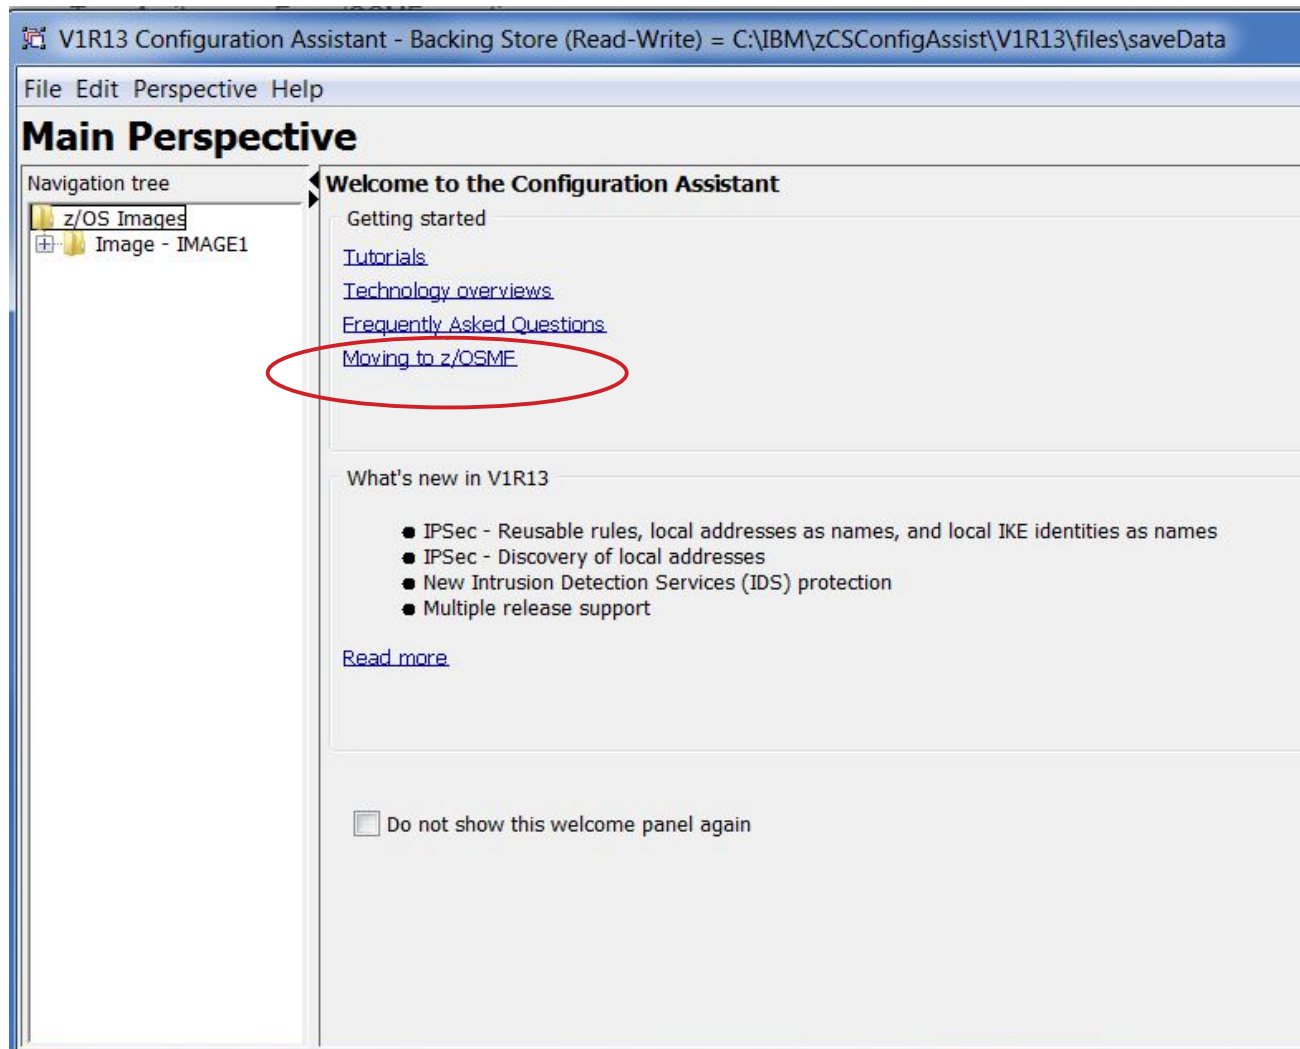 V1R13 Configuration Assistant - Backing Store (Read-Write) = C:\IBM\zCSConfigAssist\V1R13\files\saveData
File Edit Perspective Help
Main Perspective
Navigation tree
z/OS Images
Image - IMAGE1
Welcome to the Configuration Assistant
Getting started
Tutorials
Technology overviews
Frequently Asked Questions
Moving to z/OSMF
What's new in V1R13
IPSec - Reusable rules, local addresses as names, and local IKE identities as names
IPSec - Discovery of local addresses
New Intrusion Detection Services (IDS) protection
Multiple release support
Read more
Do not show this welcome panel again